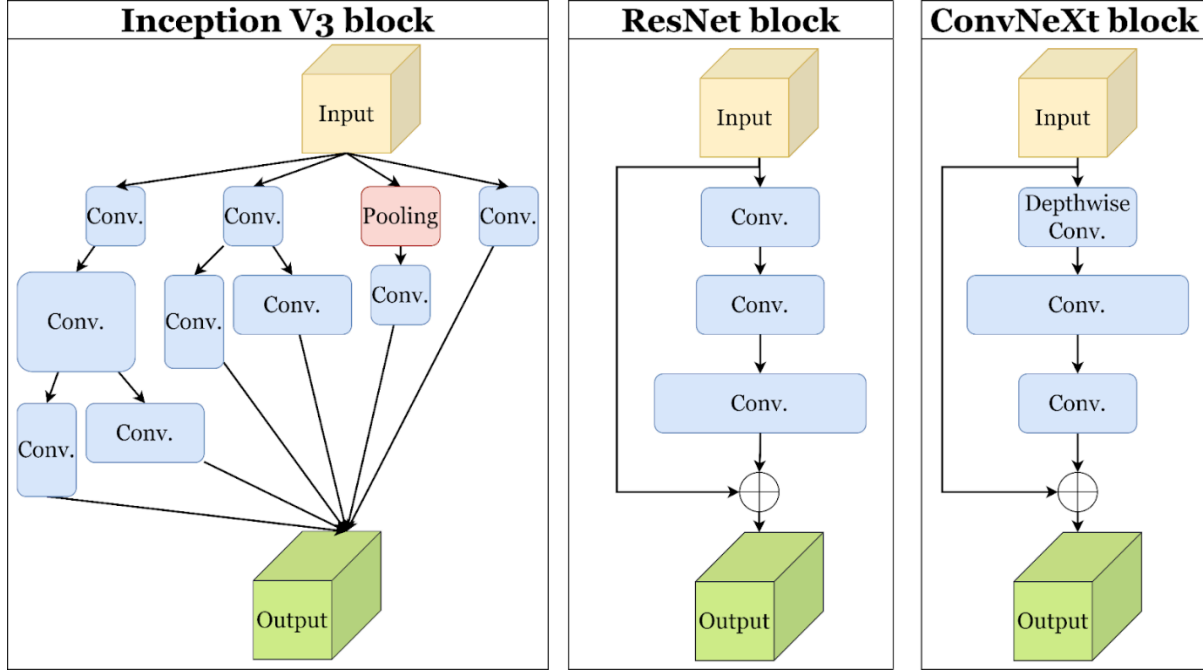 Inception V3 block
Input
Conv.
Conv.
Pooling
Conv.
Conv.
Conv.
Conv.
Conv.
Conv.
Conv.
Output
ResNet block
Input
Conv.
Conv.
Conv.
Output
ConvNeXt block
Input
Depthwise
Conv.
Conv.
Conv.
Output